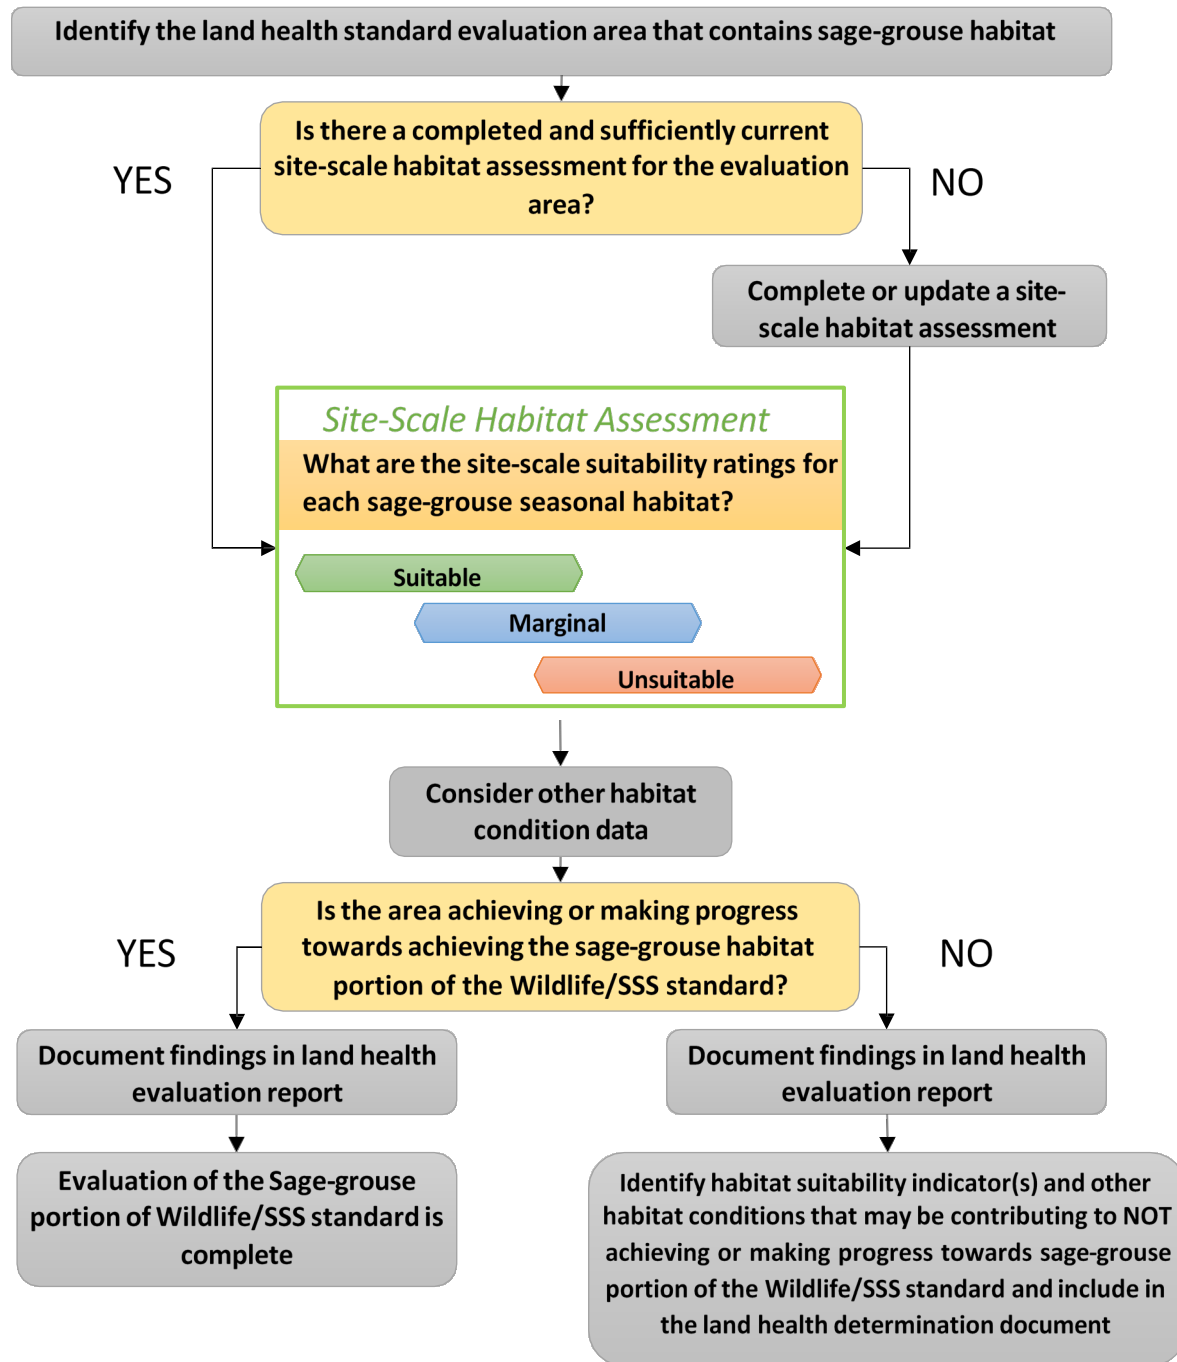 Identify the land health standard evaluation area that contains sage-grouse habitat
Is there a completed and sufficiently current
site-scale habitat assessment for the evaluation
area?
YES
NO
Complete or update a site-
scale habitat assessment
Site-Scale Habitat Assessment
What are the site-scale suitability ratings for
each sage-grouse seasonal habitat?
Suitable
Marginal
Unsuitable
Consider other habitat
condition data
Is the area achieving or making progress
towards achieving the sage-grouse habitat
portion of the Wildlife/SSS standard?
YES
NO
Document findings in land health
evaluation report
Document findings in land health
evaluation report
Evaluation of the Sage-grouse
portion of Wildlife/SSS standard is
complete
Identify habitat suitability indicator(s) and other
habitat conditions that may be contributing to NOT
achieving or making progress towards sage-grouse
portion of the Wildlife/SSS standard and include in
the land health determination document